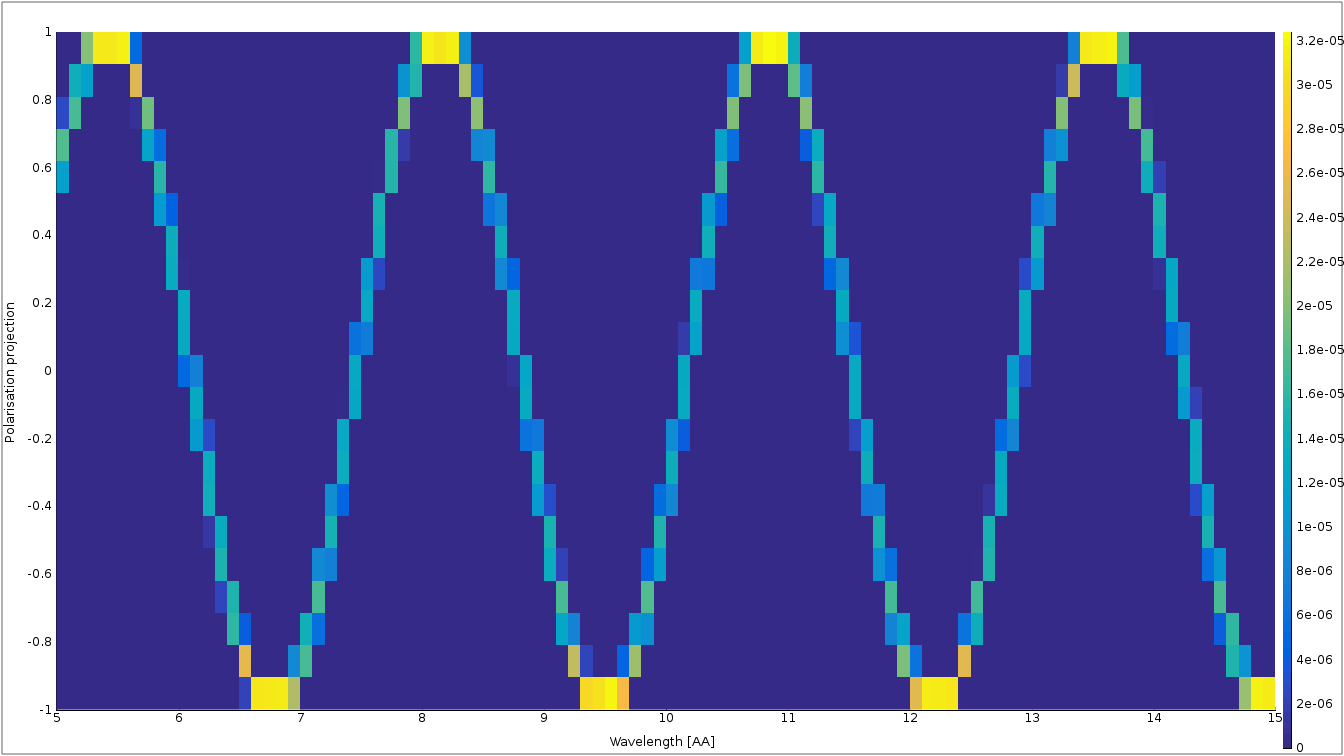 1
0.8
0.6
0.4
0.2
0
-0.2
-0.4
-0.6
-0.8
-1
Polarisation projection
5 6 7 8 9 10 11 12 13 14 15
Wavelength [AA]
3.2e-05
3e-05
2.8e-05
2.6e-05
2.4e-05
2.2e-05
2e-05
1.8e-05
1.6e-05
1.4e-05
1.2e-05
1e-05
8e-06
6e-06
4e-06
2e-06
0